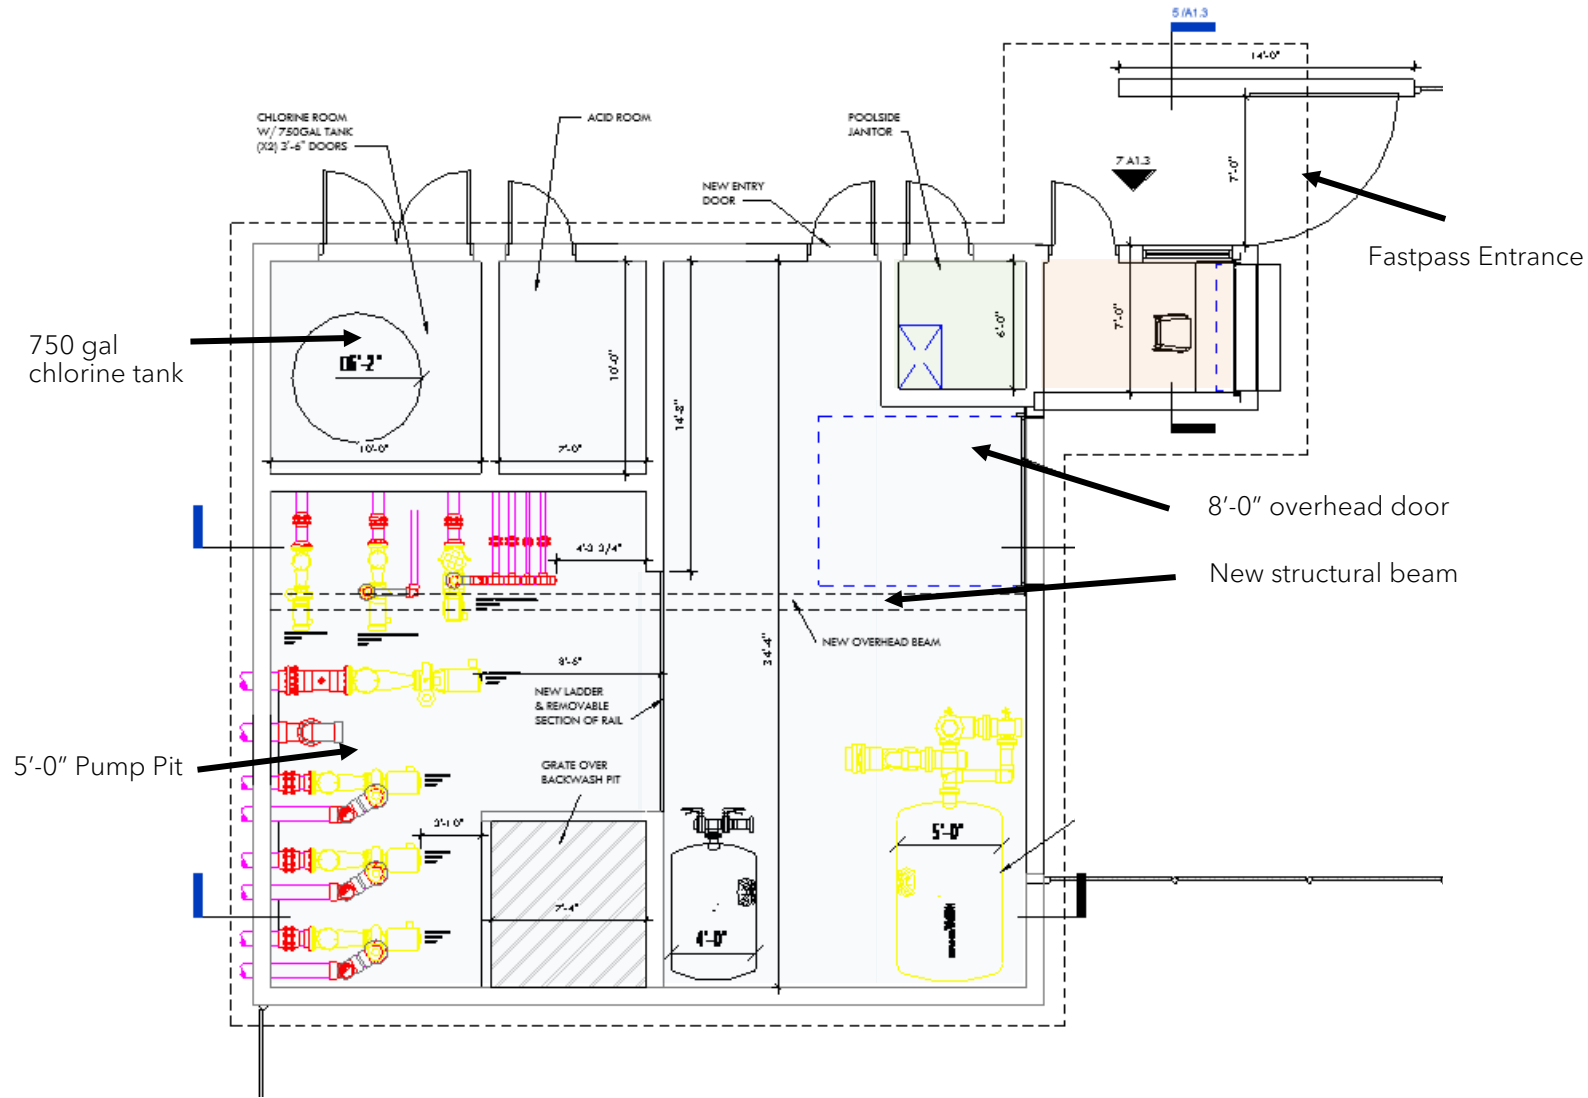 5/A1.3
14'-0"
CHLORINE ROOM
W/ 750GAL TANK
(X2) 3'-6" DOORS
ACID ROOM
POOLSIDE
JANITOR
7 A1.3
7'-0"
NEW ENTRY
DOOR
Fastpass Entrance
750 gal
chlorine tank
6'-2"
10'-0"
6'-0"
7'-0"
14'-8"
10'-0"
7'-0"
8'-0" overhead door
4'-3 3/4"
New structural beam
NEW OVERHEAD BEAM
34'-4"
8'-6"
NEW LADDER
& REMOVABLE
SECTION OF RAIL
5'-0" Pump Pit
GRATE OVER
BACKWASH PIT
3'-10"
5'-0"
7'-4"
4'-0"